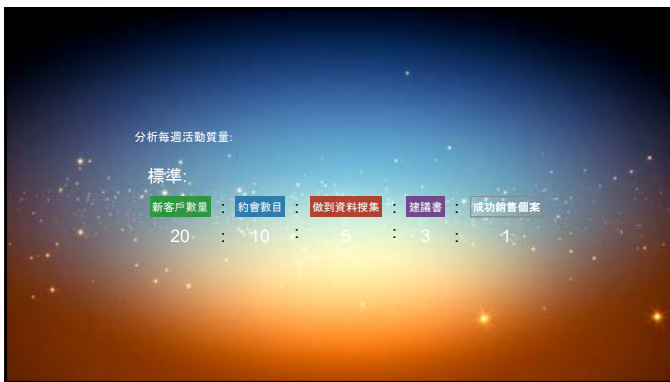 分析每週活動質量:
標準:
新客戶數量 : 約會數目 : 做到資料搜集 : 建議書 : 成功銷售個案
20 : 10 : 5 : 3 : 1